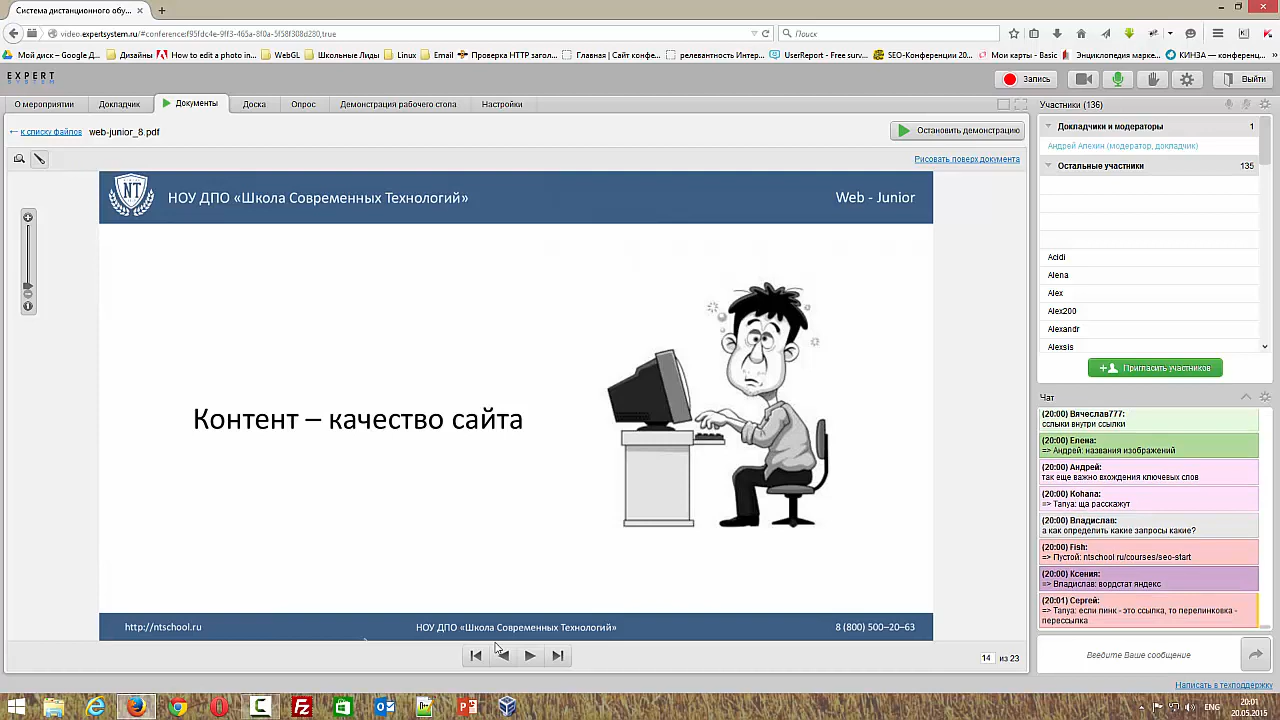 Система дистанционного обу...
video.expertsystem.ru/#conference:f95fdc4e-9ff3-465a-8f0a-5f58f308d280,true
Поиск
Мой диск - Google Д...
Дизайны
How to edit a photo in...
WebGL
Школьные Лиды
Linux
Email
Проверка HTTP загол...
Главная | Сайт конфе...
релевантность Интер...
UserReport - Free surv...
SEO-Конференции 20...
Мои карты - Basic
Энциклопедия марке...
КИНЗА — конференц...
EXPERT
SYSTEM
Запись
Выйти
О мероприятии
Докладчик
Документы
Доска
Опрос
Демонстрация рабочего стола
Настройки
← к списку файлов
web-junior_8.pdf
Остановить демонстрацию
Рисовать поверх документа
NT
НОУ ДПО «Школа Современных Технологий»
Web - Junior
Контент – качество сайта
http://ntschool.ru
НОУ ДПО «Школа Современных Технологий»
8 (800) 500–20–63
14 из 23
Участники (136)
Докладчики и модераторы 1
Андрей Алехин (модератор, докладчик)
Остальные участники 135
Acidi
Alena
Alex
Alex200
Alexandr
Alexsis
Пригласить участников
Чат
(20:00) Вячеслав777:
сслыки внутри ссылки
(20:00) Елена:
=> Андрей: названия изображений
(20:00) Андрей:
так еще важно вхождения ключевых слов
(20:00) Kohana:
=> Tanya: ща расскажут
(20:00) Владислав:
а как определить какие запросы какие?
(20:00) Fish:
=> Пустой: ntschool ru/courses/seo-start
(20:00) Ксения:
=> Владислав: вордстат яндекс
(20:01) Сергей:
=> Tanya: если линк - это ссылка, то перелинковка -
перессылка
Введите Ваше сообщение
Написать в техподдержку
ENG
20:01
20.05.2015